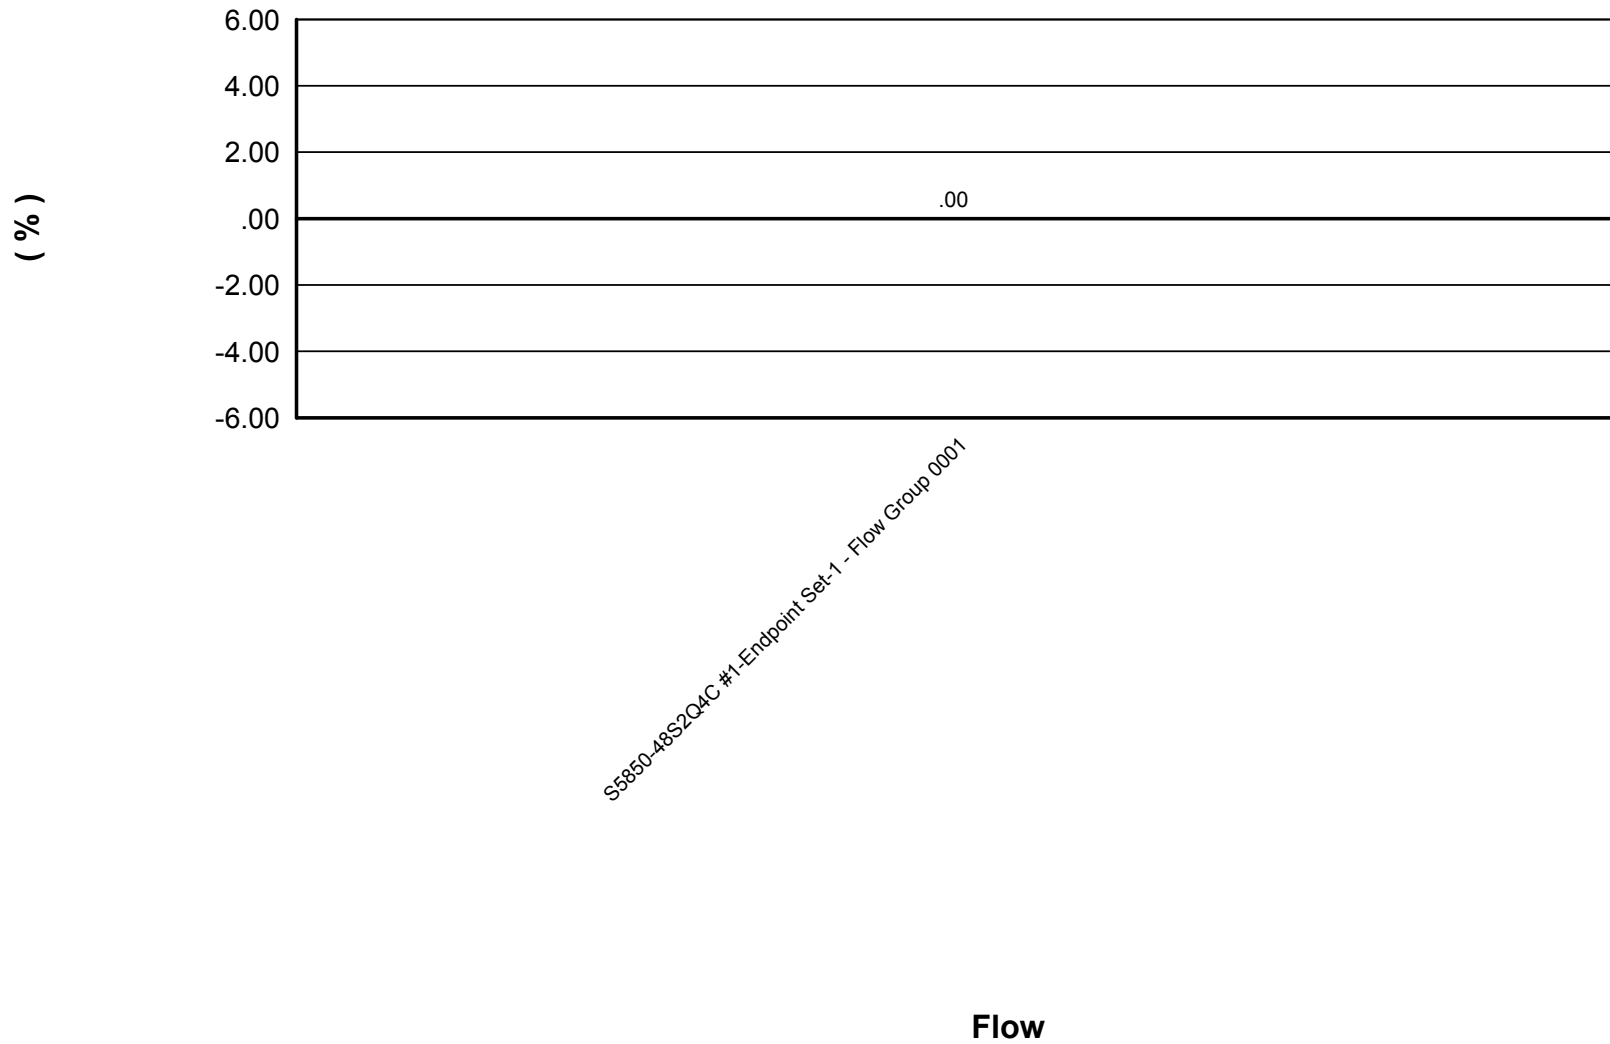 6.00
4.00
2.00
.00
-2.00
-4.00
-6.00
( % )
.00
S5850-48S2Q4C #1-Endpoint Set-1 - Flow Group 0001
Flow